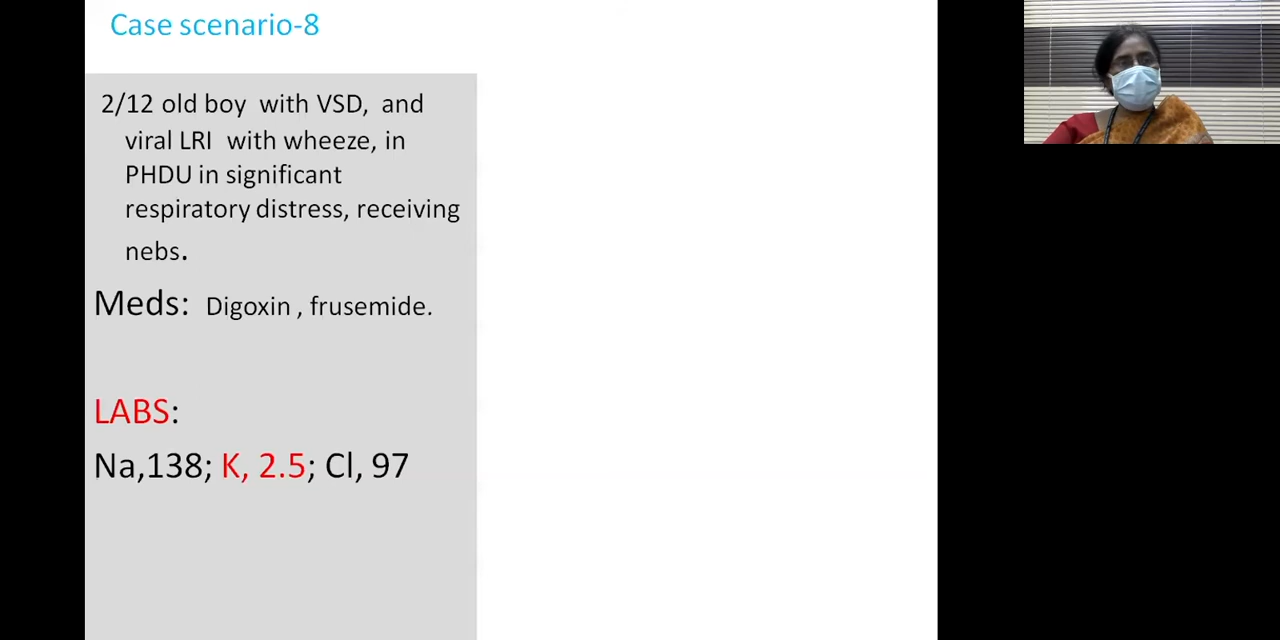 Case scenario-8
2/12 old boy with VSD, and
viral LRI with wheeze, in
PHDU in significant
respiratory distress, receiving
nebs.
Meds: Digoxin , frusemide.
LABS:
Na,138; K, 2.5; Cl, 97